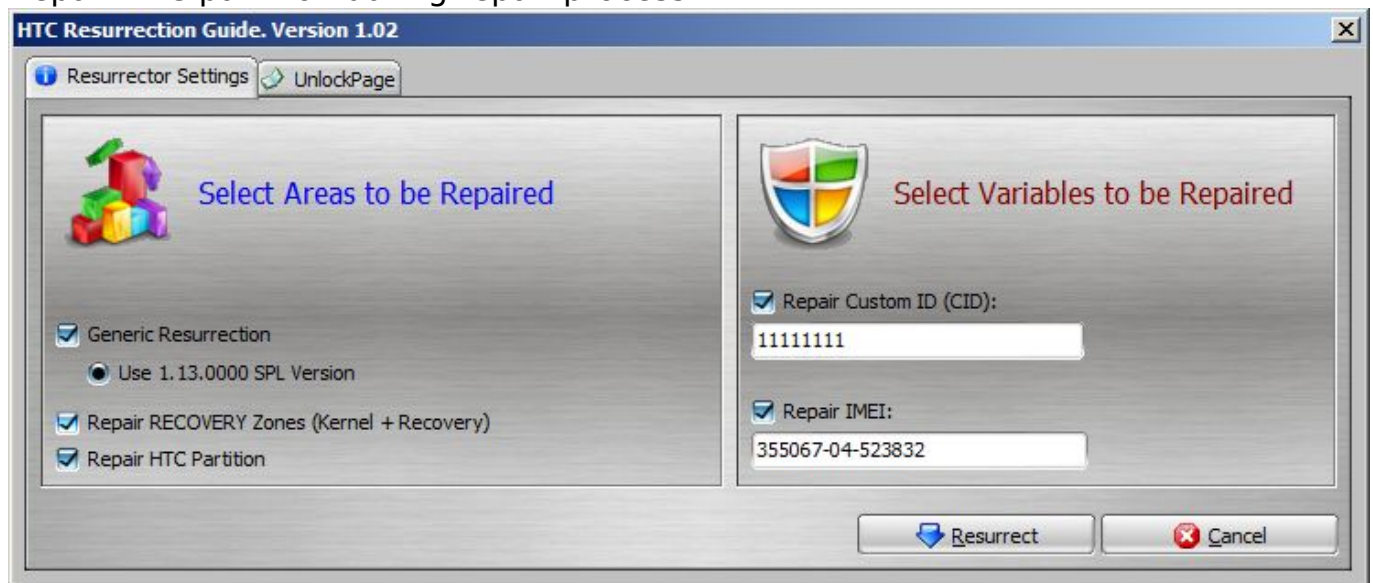 HTC Resurrection Guide. Version 1.02
Resurrector Settings
UnlockPage
Select Areas to be Repaired
Generic Resurrection
Use 1.13.0000 SPL Version
Repair RECOVERY Zones (Kernel + Recovery)
Repair HTC Partition
Select Variables to be Repaired
Repair Custom ID (CID):
11111111
Repair IMEI:
355067-04-523832
Resurrect
Cancel